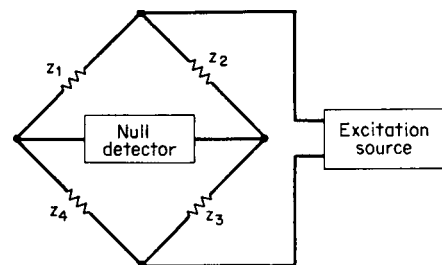 Z1
Z2
Null
detector
Excitation
source
Z4
Z3